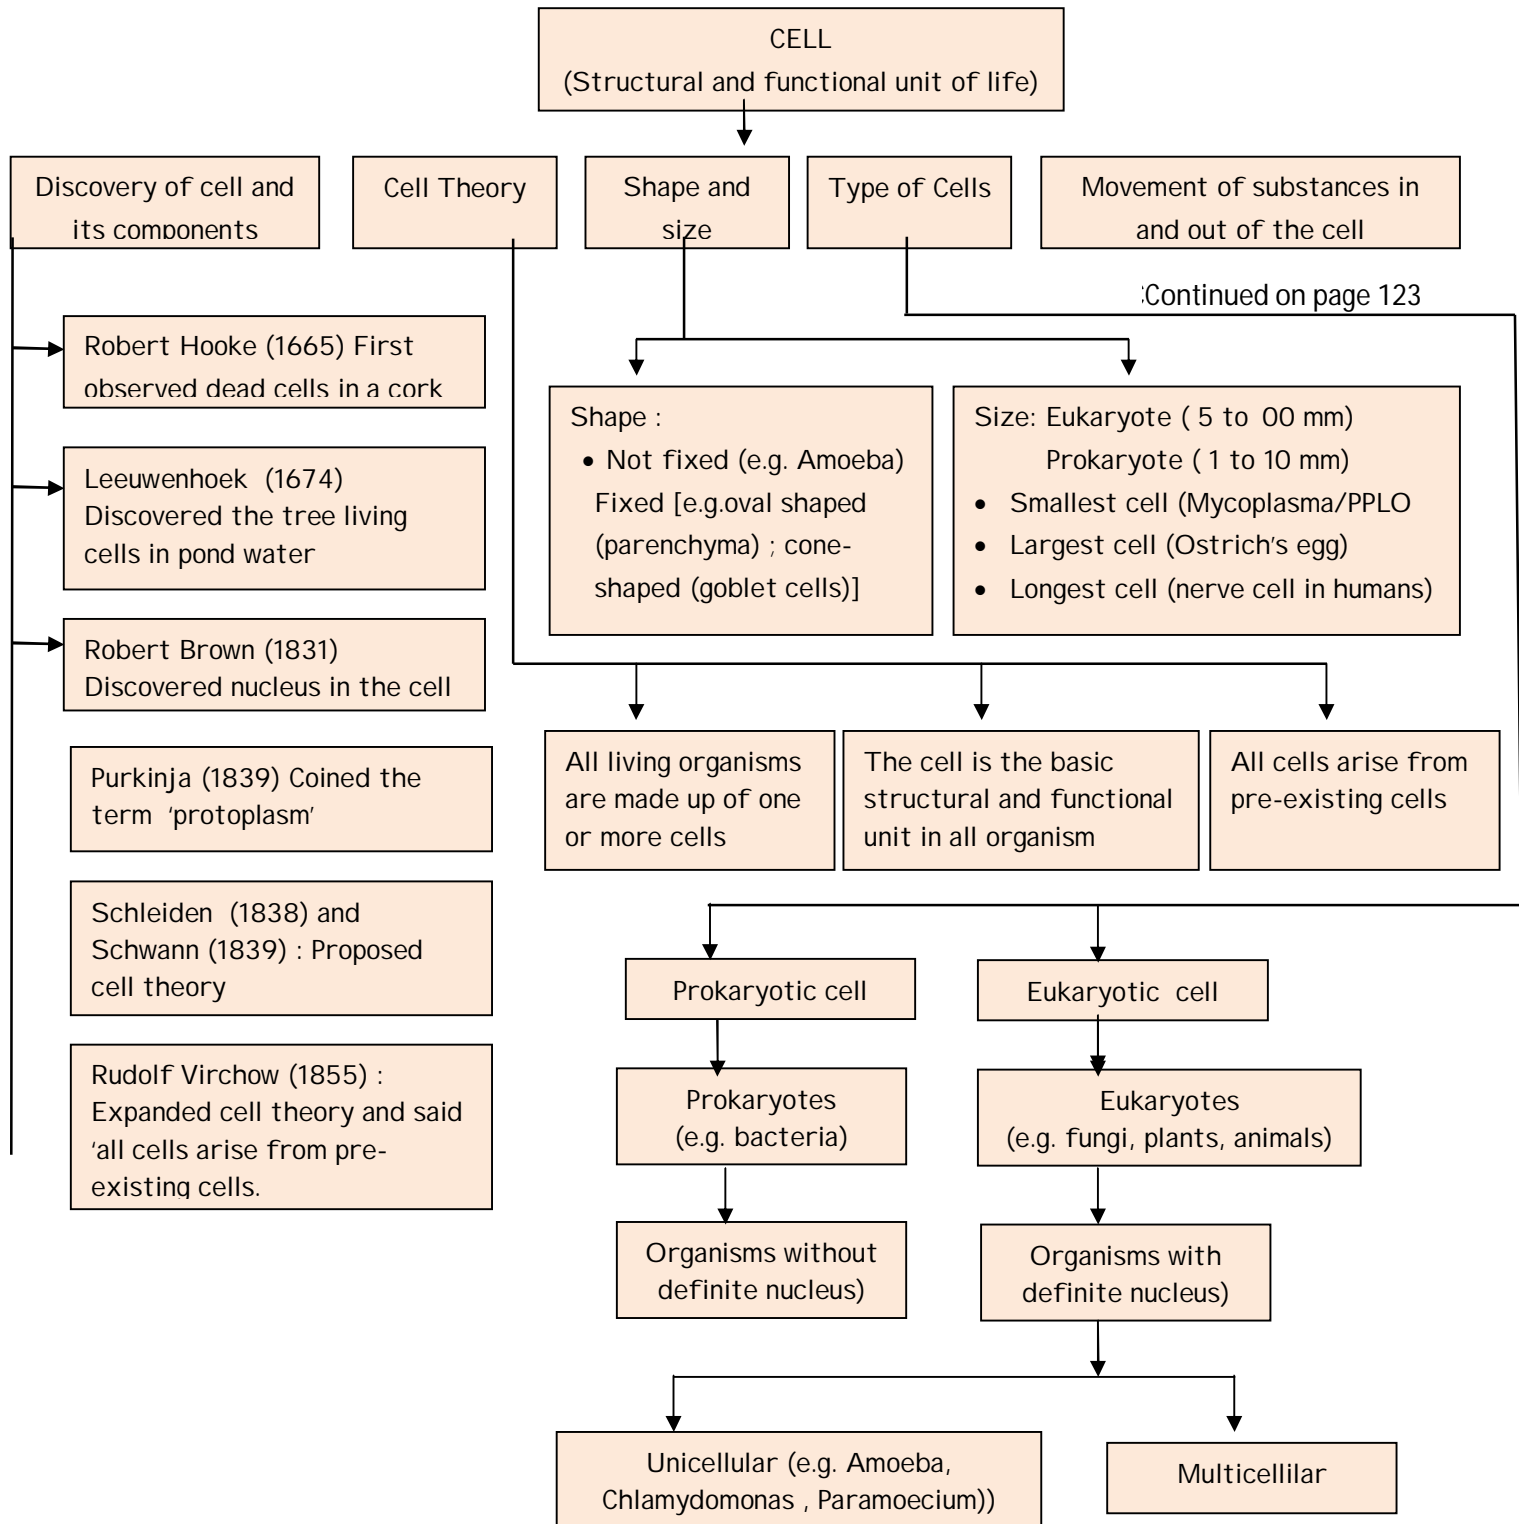 CELL
(Structural and functional unit of life)
Discovery of cell and
its components
Cell Theory
Shape and
size
Type of Cells
Movement of substances in
and out of the cell
Continued on page 123
Robert Hooke (1665) First
observed dead cells in a cork
Leeuwenhoek (1674)
Discovered the tree living
cells in pond water
Robert Brown (1831)
Discovered nucleus in the cell
Purkinja (1839) Coined the
term 'protoplasm'
Schleiden (1838) and
Schwann (1839) : Proposed
cell theory
Rudolf Virchow (1855) :
Expanded cell theory and said
'all cells arise from pre-
existing cells.
Shape :
• Not fixed (e.g. Amoeba)
Fixed [e.g.oval shaped
(parenchyma) ; cone-
shaped (goblet cells)]
Size: Eukaryote ( 5 to 00 mm)
Prokaryote ( 1 to 10 mm)
• Smallest cell (Mycoplasma/PPLO
• Largest cell (Ostrich's egg)
• Longest cell (nerve cell in humans)
All living organisms
are made up of one
or more cells
The cell is the basic
structural and functional
unit in all organism
All cells arise from
pre-existing cells
Prokaryotic cell
Eukaryotic cell
Prokaryotes
(e.g. bacteria)
Eukaryotes
(e.g. fungi, plants, animals)
Organisms without
definite nucleus)
Organisms with
definite nucleus)
Unicellular (e.g. Amoeba,
Chlamydomonas , Paramoecium))
Multicellilar